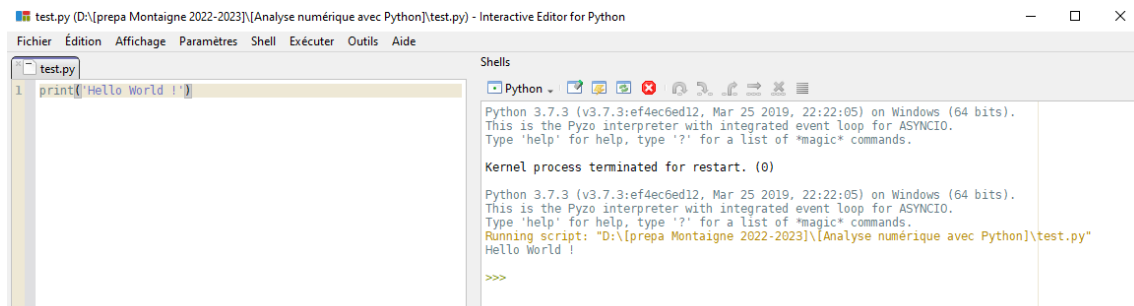 test.py (D:\[prepa Montaigne 2022-2023]\[Analyse numérique avec Python]\test.py) - Interactive Editor for Python
Fichier Édition Affichage Paramètres Shell Exécuter Outils Aide
test.py
1 print('Hello World !')
Shells
Python
Python 3.7.3 (v3.7.3:ef4ec6ed12, Mar 25 2019, 22:22:05) on Windows (64 bits).
This is the Pyzo interpreter with integrated event loop for ASYNCIO.
Type 'help' for help, type '?' for a list of *magic* commands.
Kernel process terminated for restart. (0)
Python 3.7.3 (v3.7.3:ef4ec6ed12, Mar 25 2019, 22:22:05) on Windows (64 bits).
This is the Pyzo interpreter with integrated event loop for ASYNCIO.
Type 'help' for help, type '?' for a list of *magic* commands.
Running script: "D:\[prepa Montaigne 2022-2023]\[Analyse numérique avec Python]\test.py"
Hello World !
>>>